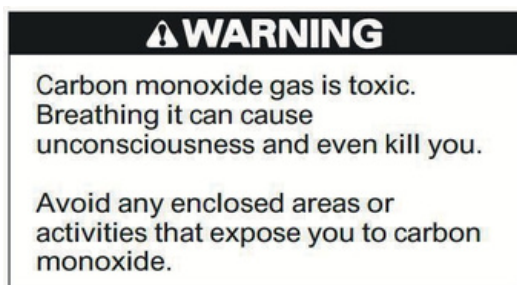 WARNING
Carbon monoxide gas is toxic.
Breathing it can cause
unconsciousness and even kill you.
Avoid any enclosed areas or
activities that expose you to carbon
monoxide.